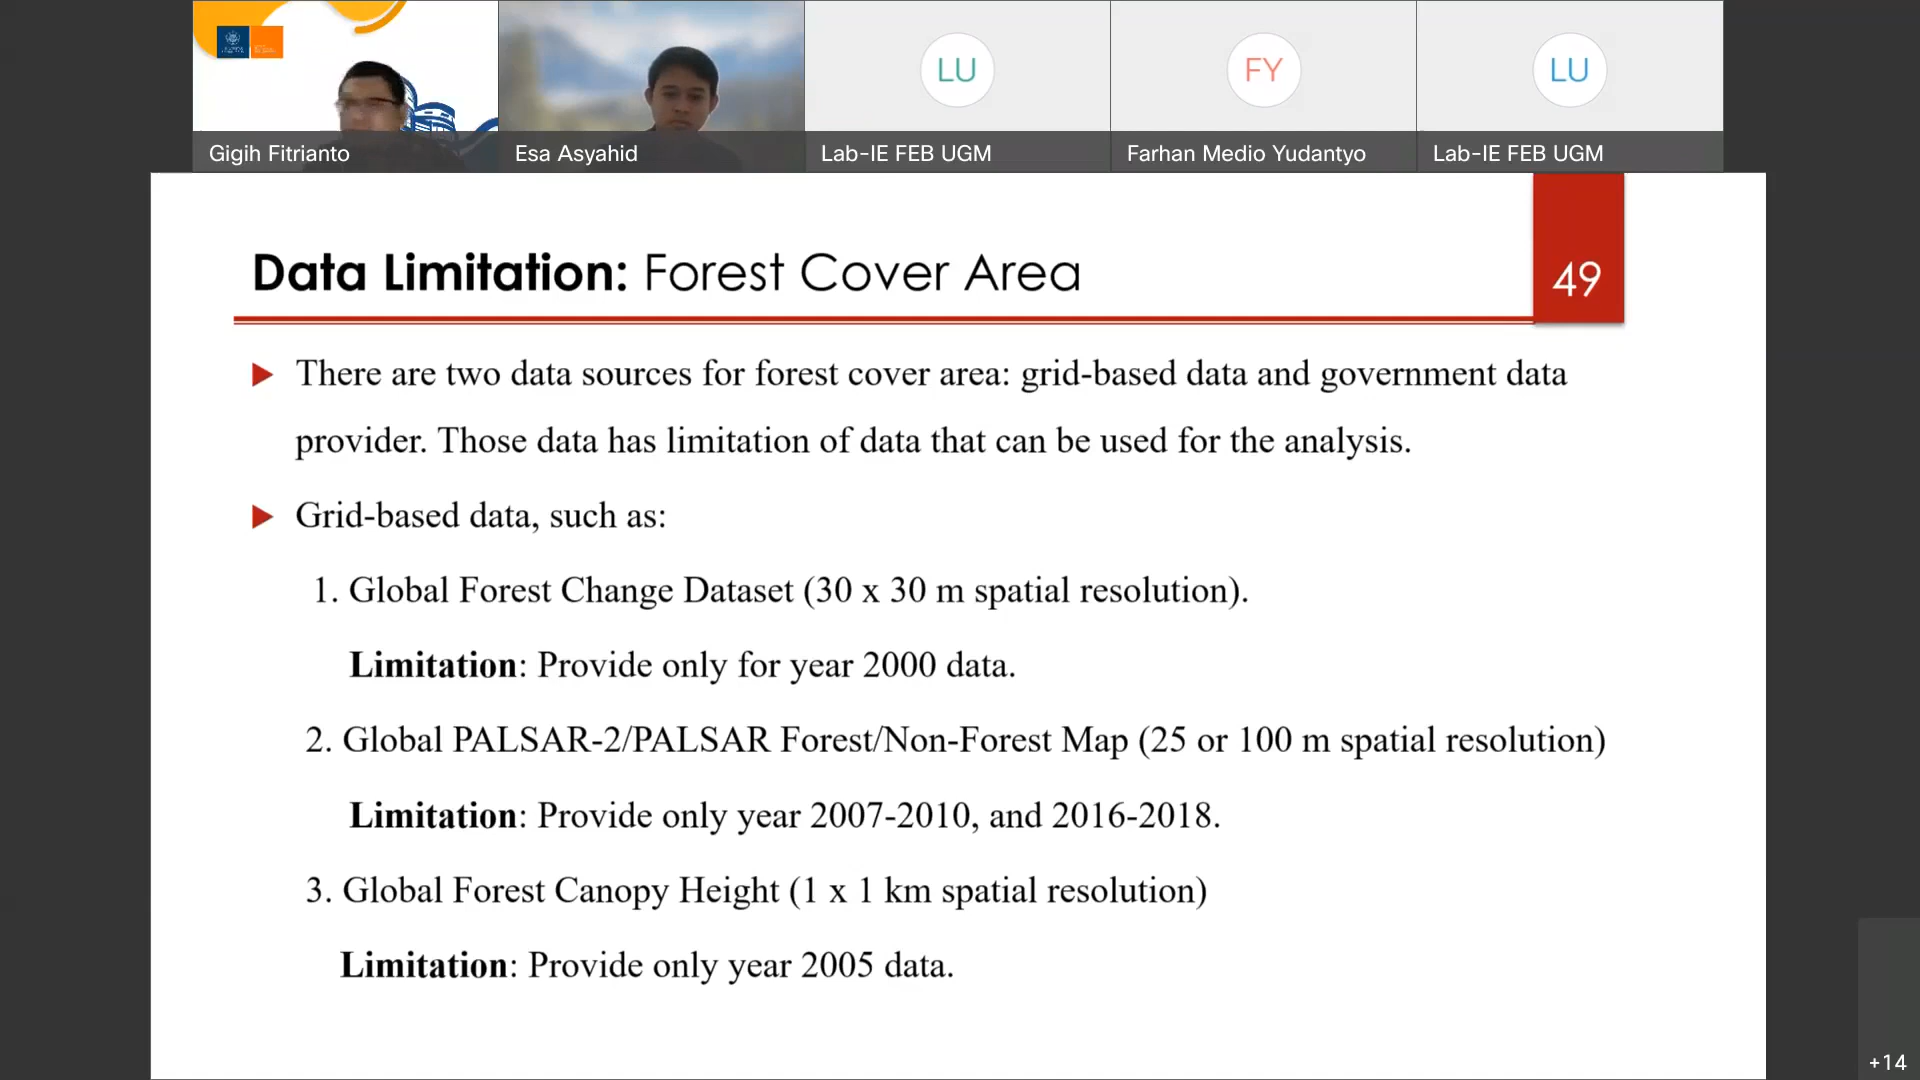 LU
FY
LU
Gigih Fitrianto
Esa Asyahid
Lab-IE FEB UGM
Farhan Medio Yudantyo
Lab-IE FEB UGM
Data Limitation: Forest Cover Area
49
There are two data sources for forest cover area: grid-based data and government data
provider. Those data has limitation of data that can be used for the analysis.
Grid-based data, such as:
1. Global Forest Change Dataset (30 x 30 m spatial resolution).
Limitation: Provide only for year 2000 data.
2. Global PALSAR-2/PALSAR Forest/Non-Forest Map (25 or 100 m spatial resolution)
Limitation: Provide only year 2007-2010, and 2016-2018.
3. Global Forest Canopy Height (1 x 1 km spatial resolution)
Limitation: Provide only year 2005 data.
+14